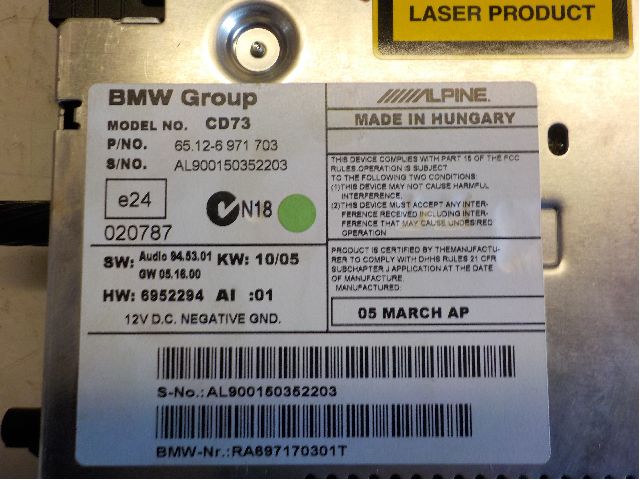 LASER PRODUCT
BMW Group
MODEL NO. CD73
P/NO. 65.12-6 971 703
S/NO. AL900150352203
e24
020787
N18
SW: Audio 94.53.01 KW: 10/05
GW 05.16.00
HW: 6952294 AI :01
12V D.C. NEGATIVE GND.
ALPINE
MADE IN HUNGARY
THIS DEVICE COMPLIES WITH PART 15 OF THE FCC
RULES.OPERATION IS SUBJECT
TO THE FOLLOWING TWO CONDITIONS:
(1)THIS DEVICE MAY NOT CAUSE HARMFUL
INTERFERENCE.
(2)THIS DEVICE MUST ACCEPT ANY INTER-
FERENCE RECEIVED INCLUDING INTER-
FERENCE THAT MAY CAUSE UNDESIRED
OPERATION
PRODUCT IS CERTIFIED BY THEMANUFACTU-
RER TO COMPLY WITH DHHS RULES 21 CFR
SUBCHAPTER J APPLICATION AT THE DATE
OF MANUFACTURE.
MANUFACTURED:
05 MARCH AP
S-No.:AL900150352203
BMW-Nr.:RA697170301T